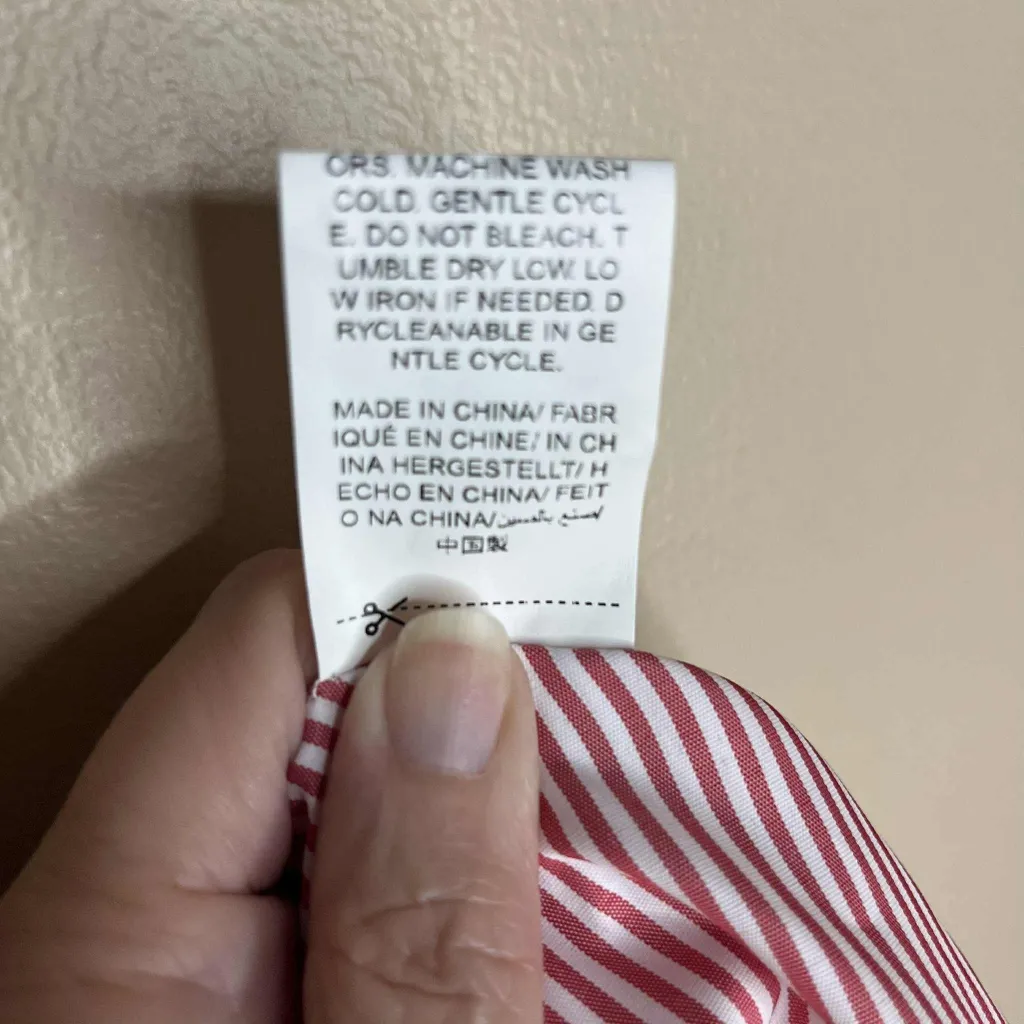 ORS. MACHINE WASH
COLD. GENTLE CYCL
E. DO NOT BLEACH. T
UMBLE DRY LOW. LO
W IRON IF NEEDED. D
RYCLEANABLE IN GE
NTLE CYCLE.
MADE IN CHINA/ FABR
IQUÉ EN CHINE/ IN CH
INA HERGESTELLT/ H
ECHO EN CHINA/ FEIT
O NA CHINA/
中国製